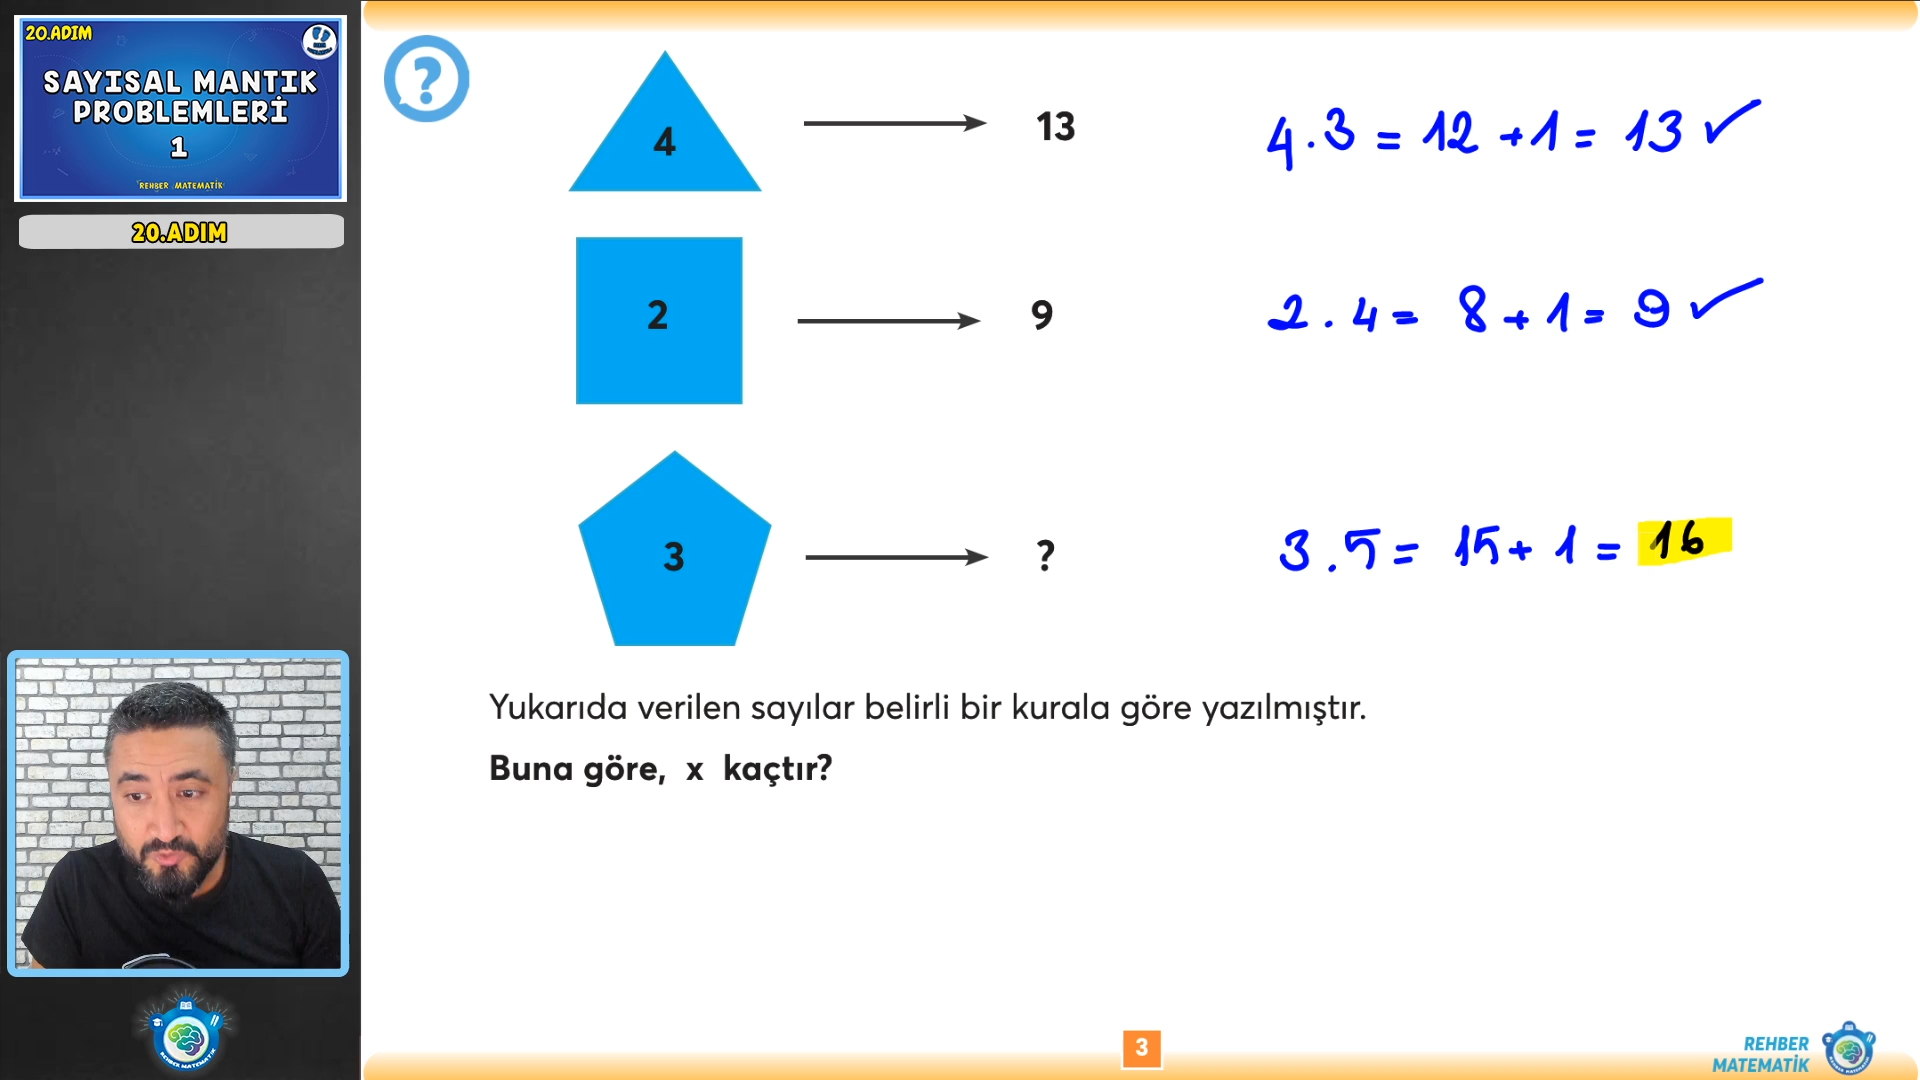 20.ADIM
SAYISAL MANTIK
PROBLEMLERİ
1
REHBER MATEMATİK
20.ADIM
?
4 13 4.3 = 12 +1 = 13 ✓
2 9 2.4 = 8 + 1 = 9 ✓
3 ? 3.5 = 15 + 1 = 16
Yukarıda verilen sayılar belirli bir kurala göre yazılmıştır.
Buna göre, x kaçtır?
REHBER MATEMATİK
3
REHBER
MATEMATİK